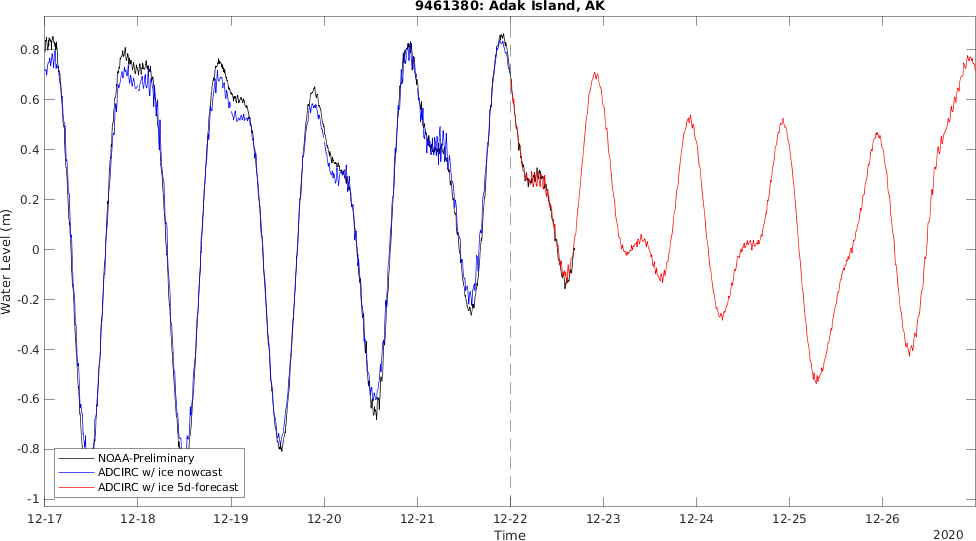 9461380: Adak Island, AK
0.8
0.6
0.4
0.2
0
-0.2
-0.4
-0.6
-0.8
-1
Water Level (m)
NOAA-Preliminary
ADCIRC w/ ice nowcast
ADCIRC w/ ice 5d-forecast
12-17 12-18 12-19 12-20 12-21 12-22 12-23 12-24 12-25 12-26
Time
2020